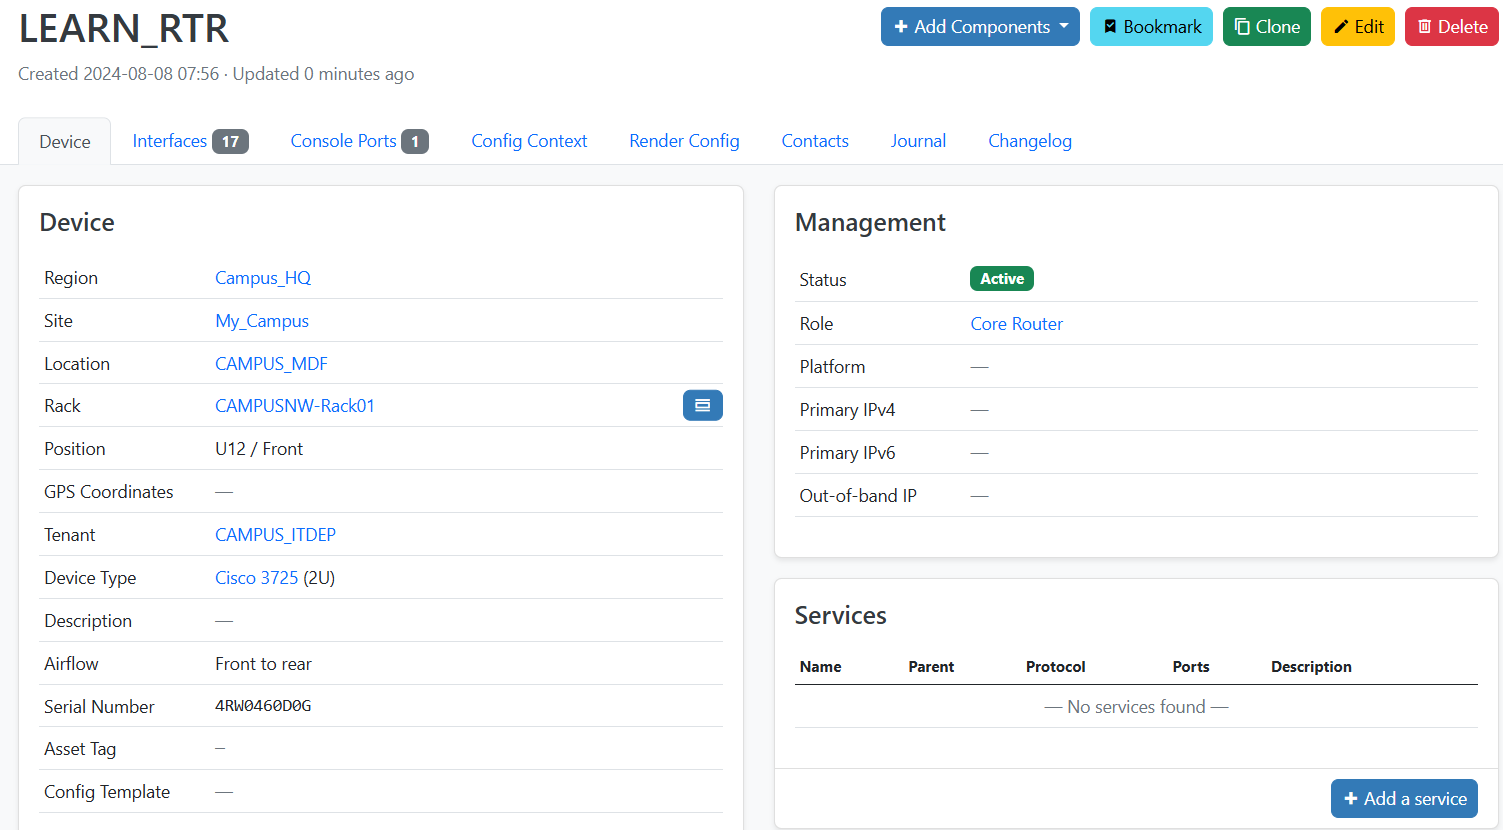 LEARN_RTR
Add Components
Bookmark
Clone
Edit
Delete
Created 2024-08-08 07:56 · Updated 0 minutes ago
Device
Interfaces 17
Console Ports 1
Config Context
Render Config
Contacts
Journal
Changelog
Device
Region Campus_HQ
Site My_Campus
Location CAMPUS_MDF
Rack CAMPUSNW-Rack01
Position U12 / Front
GPS Coordinates —
Tenant CAMPUS_ITDEP
Device Type Cisco 3725 (2U)
Description —
Airflow Front to rear
Serial Number 4RW0460D0G
Asset Tag —
Config Template —
Management
Status Active
Role Core Router
Platform —
Primary IPv4 —
Primary IPv6 —
Out-of-band IP —
Services
Name Parent Protocol Ports Description
— No services found —
Add a service